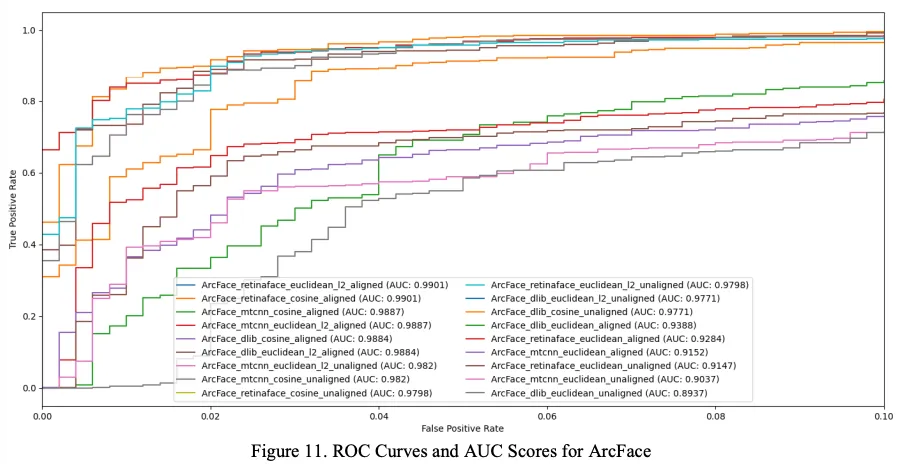 1.0
0.8
0.6
0.4
0.2
0.0
True Positive Rate
ArcFace_retinaface_euclidean_l2_aligned (AUC: 0.9901)
ArcFace_retinaface_cosine_aligned (AUC: 0.9901)
ArcFace_mtcnn_cosine_aligned (AUC: 0.9887)
ArcFace_mtcnn_euclidean_l2_aligned (AUC: 0.9887)
ArcFace_dlib_cosine_aligned (AUC: 0.9884)
ArcFace_dlib_euclidean_l2_aligned (AUC: 0.9884)
ArcFace_mtcnn_euclidean_l2_unaligned (AUC: 0.982)
ArcFace_mtcnn_cosine_unaligned (AUC: 0.982)
ArcFace_retinaface_cosine_unaligned (AUC: 0.9798)
ArcFace_retinaface_euclidean_l2_unaligned (AUC: 0.9798)
ArcFace_dlib_euclidean_l2_unaligned (AUC: 0.9771)
ArcFace_dlib_cosine_unaligned (AUC: 0.9771)
ArcFace_dlib_euclidean_aligned (AUC: 0.9388)
ArcFace_retinaface_euclidean_aligned (AUC: 0.9284)
ArcFace_mtcnn_euclidean_aligned (AUC: 0.9152)
ArcFace_retinaface_euclidean_unaligned (AUC: 0.9147)
ArcFace_mtcnn_euclidean_unaligned (AUC: 0.9037)
ArcFace_dlib_euclidean_unaligned (AUC: 0.8937)
0.00 0.02 0.04 0.06 0.08 0.10
False Positive Rate
Figure 11. ROC Curves and AUC Scores for ArcFace